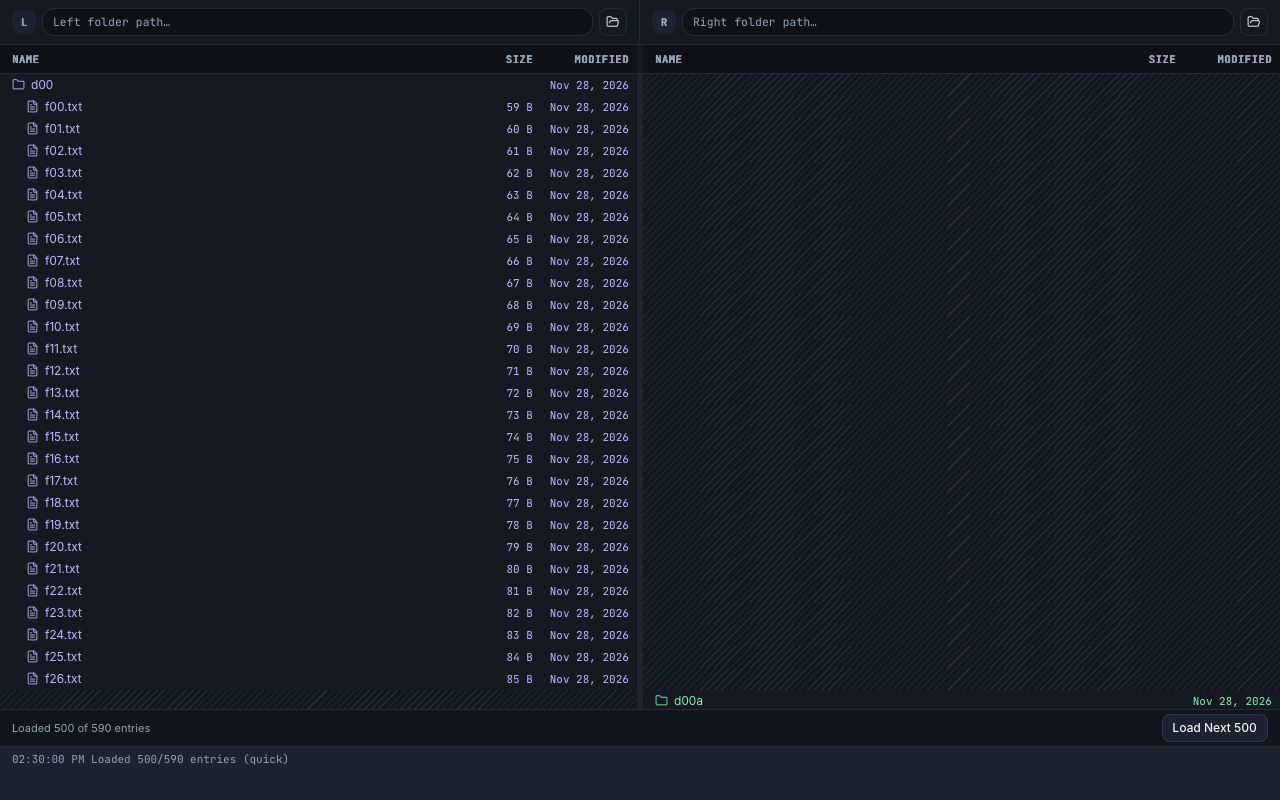 L Left folder path… R Right folder path…
NAME SIZE MODIFIED NAME SIZE MODIFIED
d00 Nov 28, 2026
f00.txt 59 B Nov 28, 2026
f01.txt 60 B Nov 28, 2026
f02.txt 61 B Nov 28, 2026
f03.txt 62 B Nov 28, 2026
f04.txt 63 B Nov 28, 2026
f05.txt 64 B Nov 28, 2026
f06.txt 65 B Nov 28, 2026
f07.txt 66 B Nov 28, 2026
f08.txt 67 B Nov 28, 2026
f09.txt 68 B Nov 28, 2026
f10.txt 69 B Nov 28, 2026
f11.txt 70 B Nov 28, 2026
f12.txt 71 B Nov 28, 2026
f13.txt 72 B Nov 28, 2026
f14.txt 73 B Nov 28, 2026
f15.txt 74 B Nov 28, 2026
f16.txt 75 B Nov 28, 2026
f17.txt 76 B Nov 28, 2026
f18.txt 77 B Nov 28, 2026
f19.txt 78 B Nov 28, 2026
f20.txt 79 B Nov 28, 2026
f21.txt 80 B Nov 28, 2026
f22.txt 81 B Nov 28, 2026
f23.txt 82 B Nov 28, 2026
f24.txt 83 B Nov 28, 2026
f25.txt 84 B Nov 28, 2026
f26.txt 85 B Nov 28, 2026
d00a Nov 28, 2026
Loaded 500 of 590 entries Load Next 500
02:30:00 PM Loaded 500/590 entries (quick)